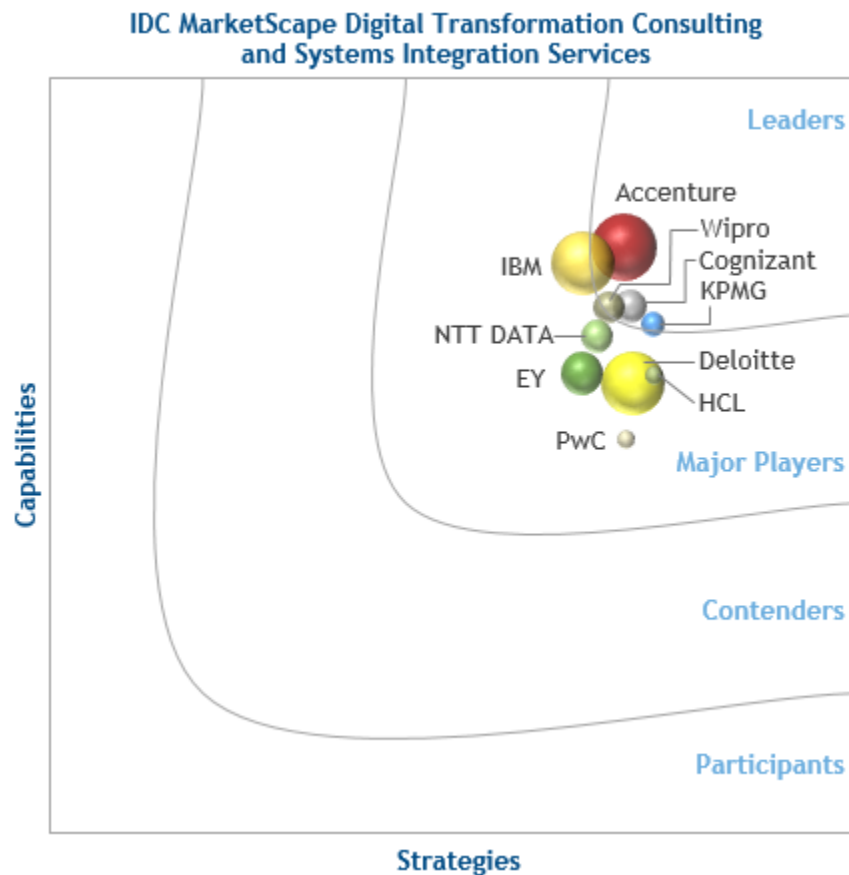 IDC MarketScape Digital Transformation Consulting
and Systems Integration Services
Leaders
Accenture
Wipro
Cognizant
IBM
KPMG
NTT DATA
Deloitte
EY
HCL
PwC
Major Players
Capabilities
Contenders
Participants
Strategies